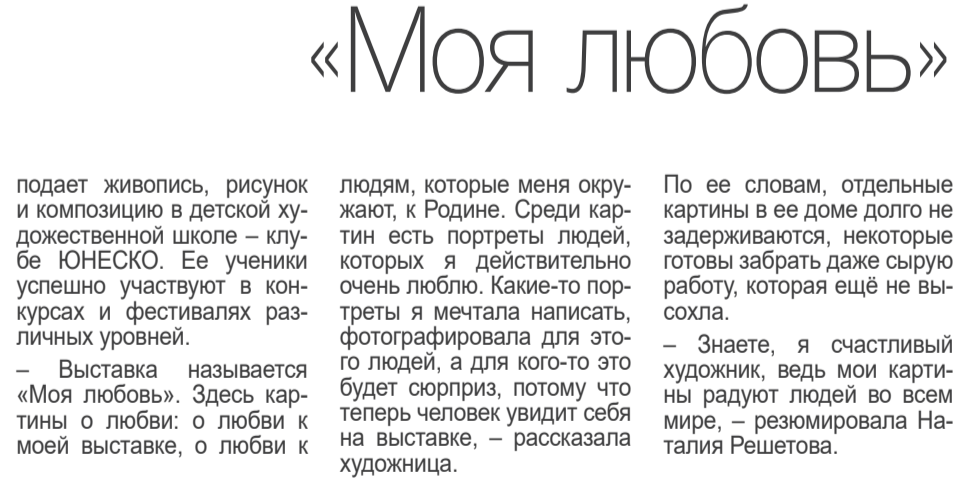 «Моя любовь»
подает живопись, рисунок
и композицию в детской ху-
дожественной школе – клу-
бе ЮНЕСКО. Ее ученики
успешно участвуют в кон-
курсах и фестивалях раз-
личных уровней.
– Выставка называется
«Моя любовь». Здесь кар-
тины о любви: о любви к
моей выставке, о любви к
людям, которые меня окру-
жают, к Родине. Среди кар-
тин есть портреты людей,
которых я действительно
очень люблю. Какие-то пор-
треты я мечтала написать,
фотографировала для это-
го людей, а для кого-то это
будет сюрприз, потому что
теперь человек увидит себя
на выставке, – рассказала
художница.
По ее словам, отдельные
картины в ее доме долго не
задерживаются, некоторые
готовы забрать даже сырую
работу, которая ещё не вы-
сохла.
– Знаете, я счастливый
художник, ведь мои карти-
ны радуют людей во всем
мире, – резюмировала На-
талия Решетова.